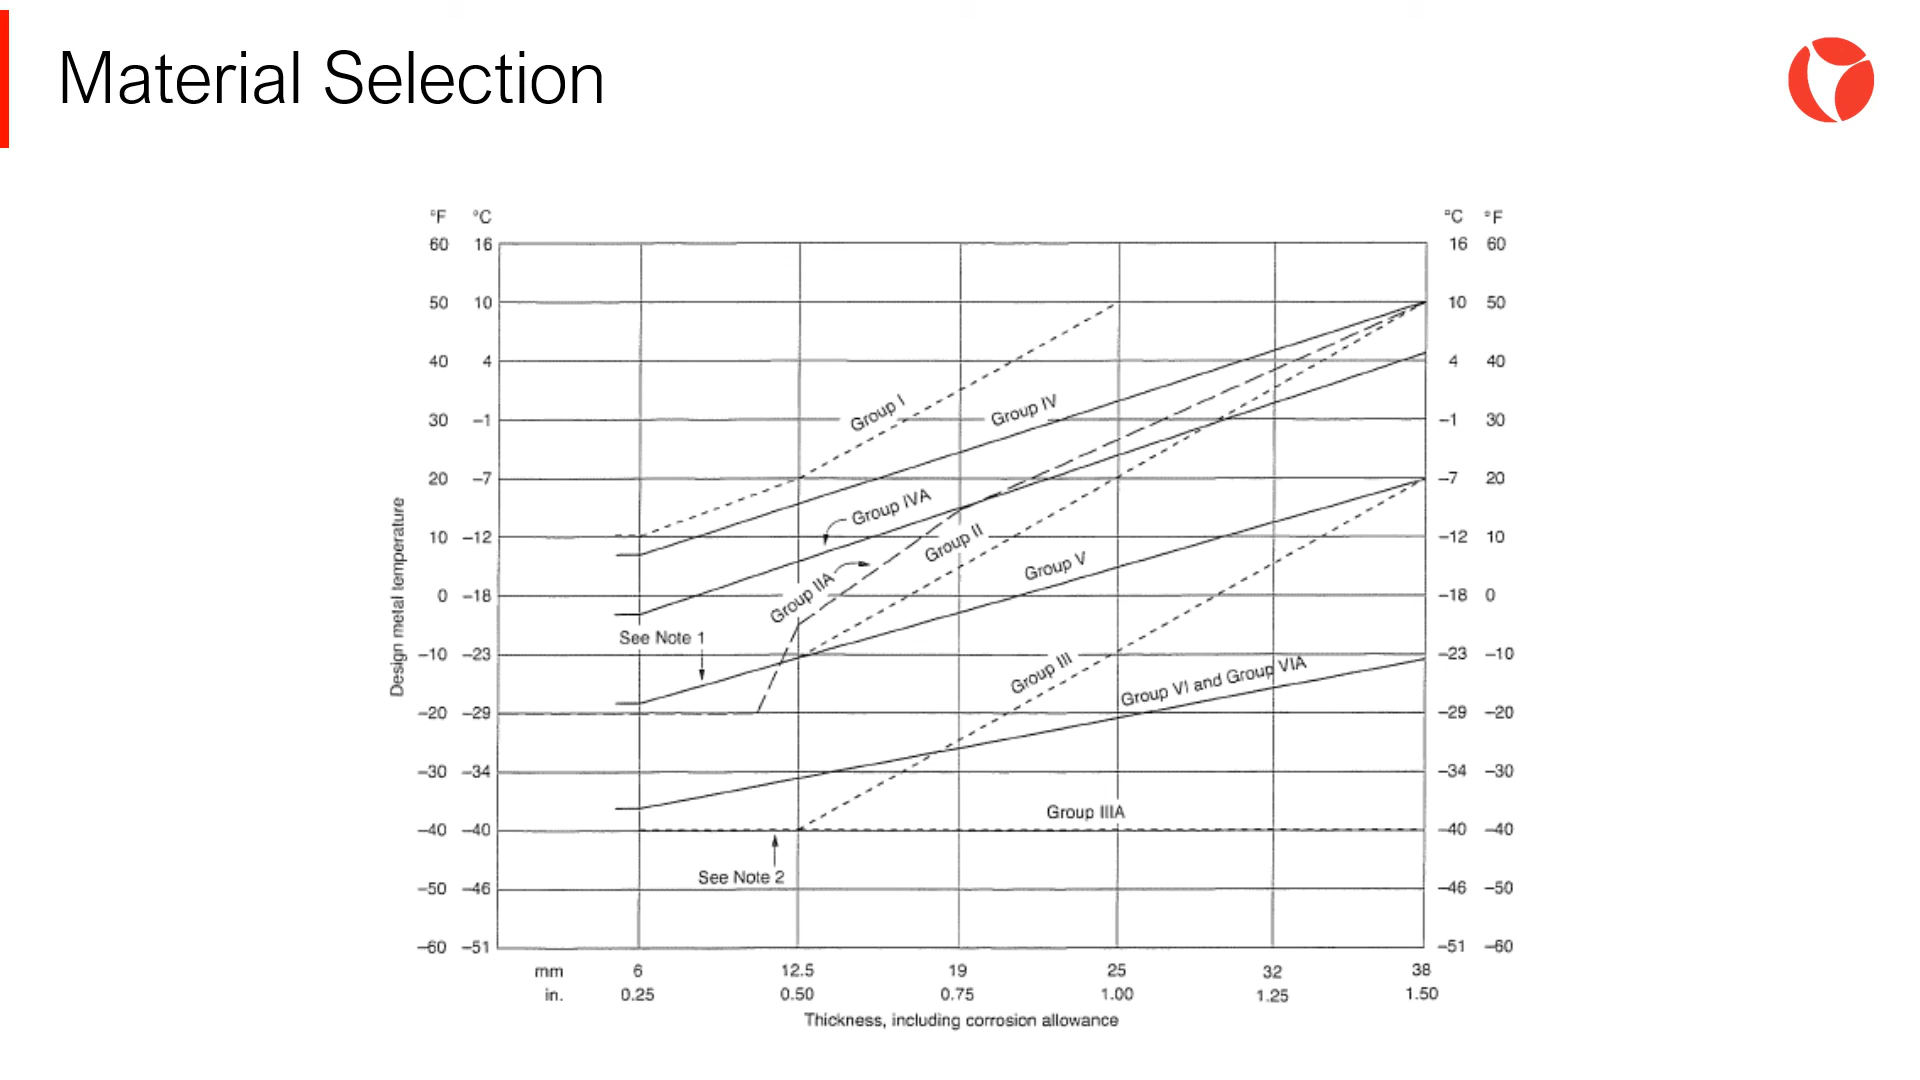 Material Selection
°F °C °C °F
60 16 16 60
50 10 10 50
40 4 4 40
Group I
Group IV
30 –1 –1 30
20 –7 –7 20
Group IVA
10 –12 –12 10
Group II
Group V
Group IIA
0 –18 –18 0
See Note 1
–10 –23 –23 –10
Group III
Group VI and Group VIA
–20 –29 –29 –20
–30 –34 –34 –30
Group IIIA
–40 –40 –40 –40
See Note 2
–50 –46 –46 –50
–60 –51 –51 –60
Design metal temperature
mm 6 12.5 19 25 32 38
in. 0.25 0.50 0.75 1.00 1.25 1.50
Thickness, including corrosion allowance